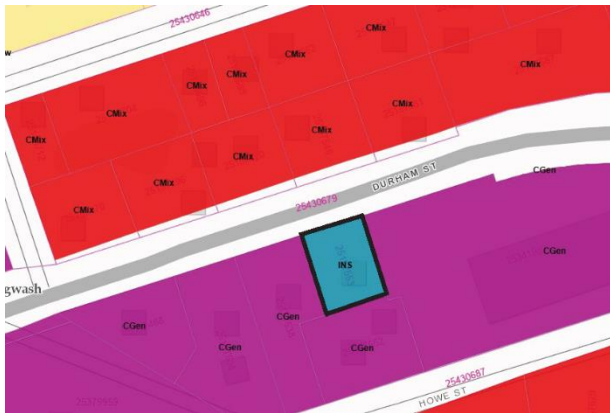 25430646
w
CMix
CMix
CMix
CMix
CMix
CMix
CMix
CMix
CMix
CMix
CMix
DURHAM ST
CGen
25430679
INS
CGen
gwash
CGen
CGen
CGen
CGen
25430687
HOWE ST